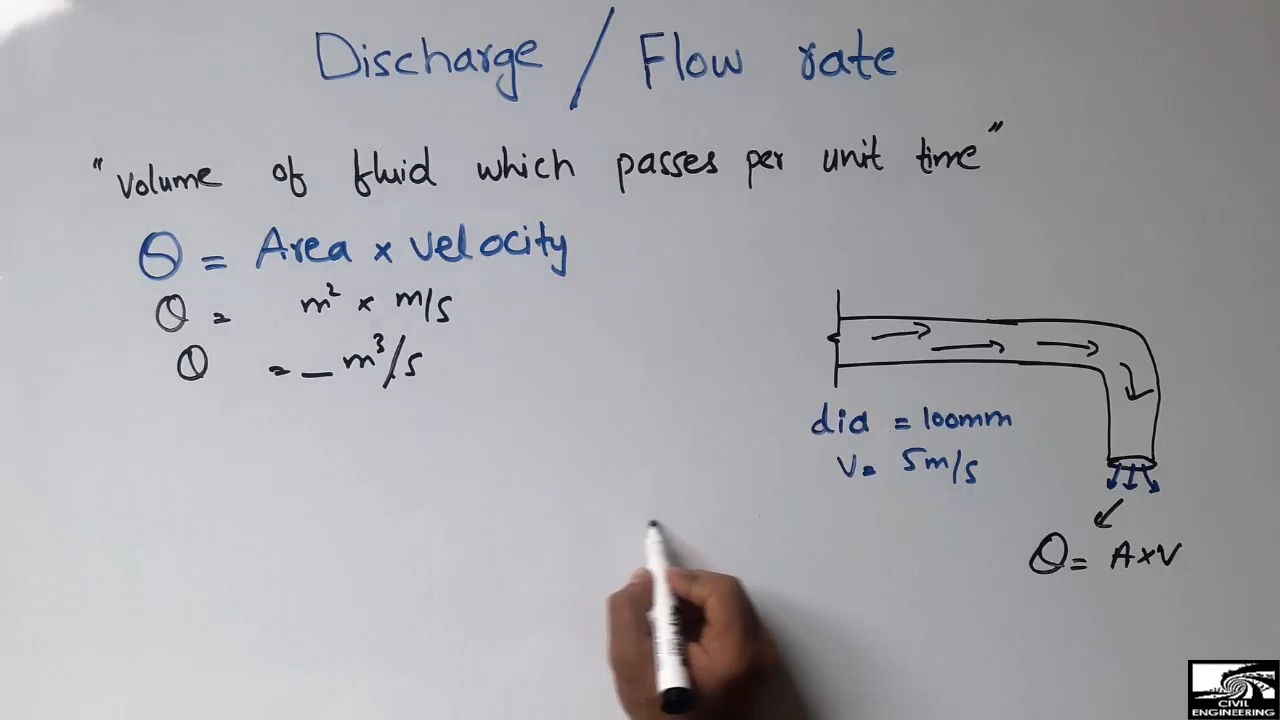 Discharge / Flow rate
"Volume of fluid which passes per unit time"
Q = Area × Velocity
Q = m² × m/s
Q = _ m³/s
dia = 100mm
V = 5m/s
Q = A×V
CIVIL
ENGINEERING